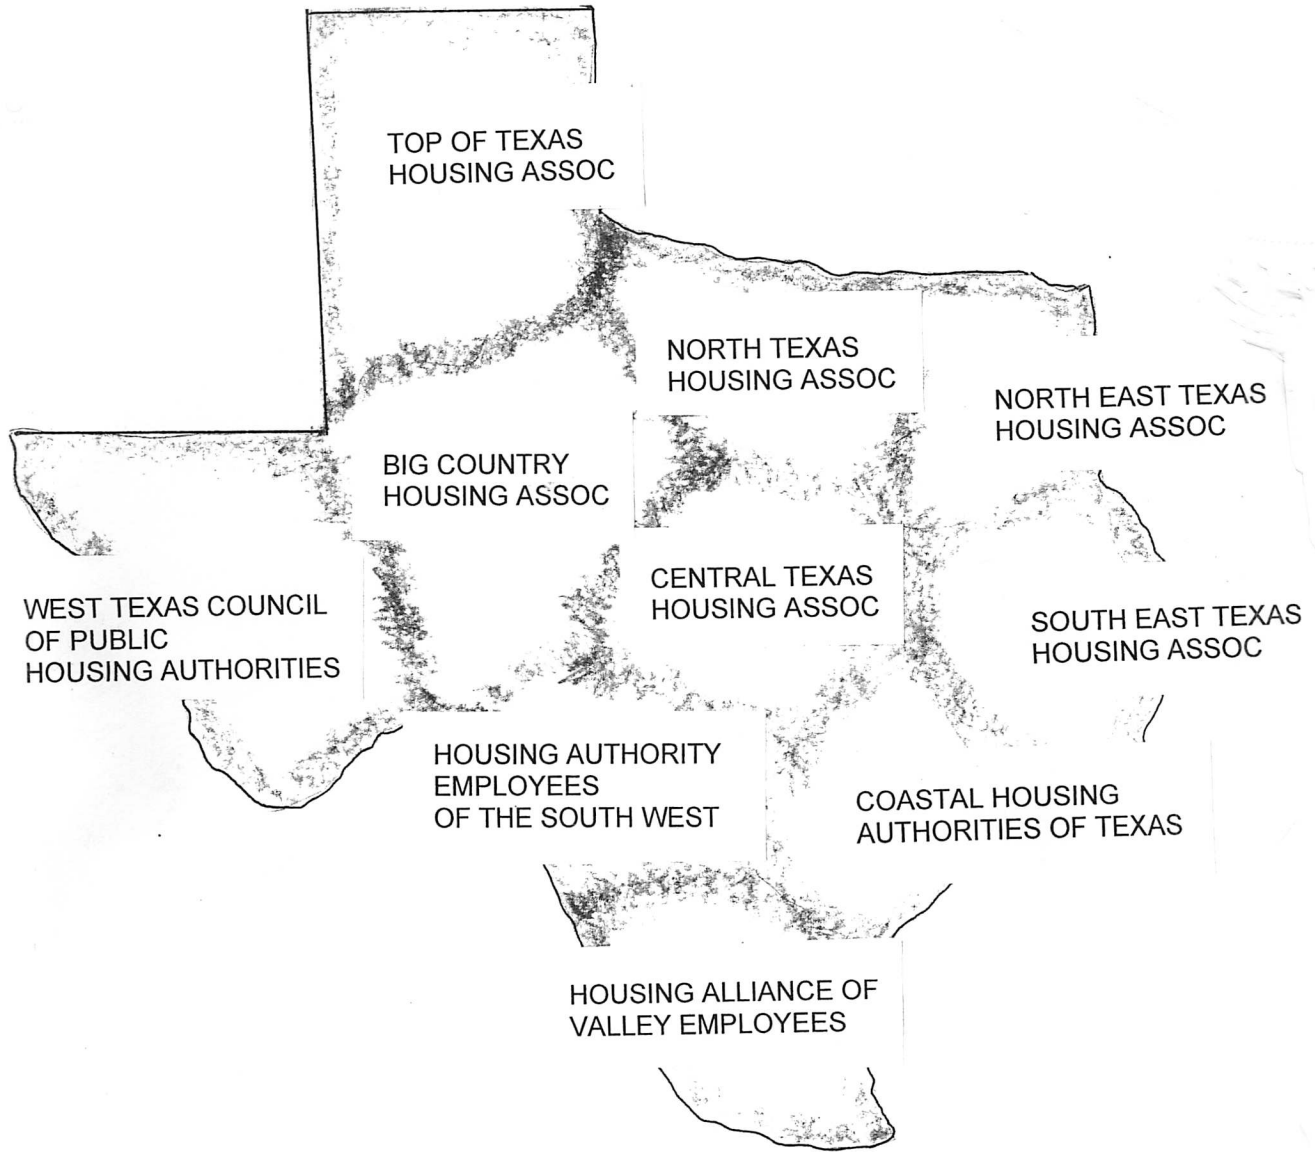 TOP OF TEXAS
HOUSING ASSOC
NORTH TEXAS
HOUSING ASSOC
NORTH EAST TEXAS
HOUSING ASSOC
BIG COUNTRY
HOUSING ASSOC
CENTRAL TEXAS
HOUSING ASSOC
WEST TEXAS COUNCIL
OF PUBLIC
HOUSING AUTHORITIES
SOUTH EAST TEXAS
HOUSING ASSOC
HOUSING AUTHORITY
EMPLOYEES
OF THE SOUTH WEST
COASTAL HOUSING
AUTHORITIES OF TEXAS
HOUSING ALLIANCE OF
VALLEY EMPLOYEES